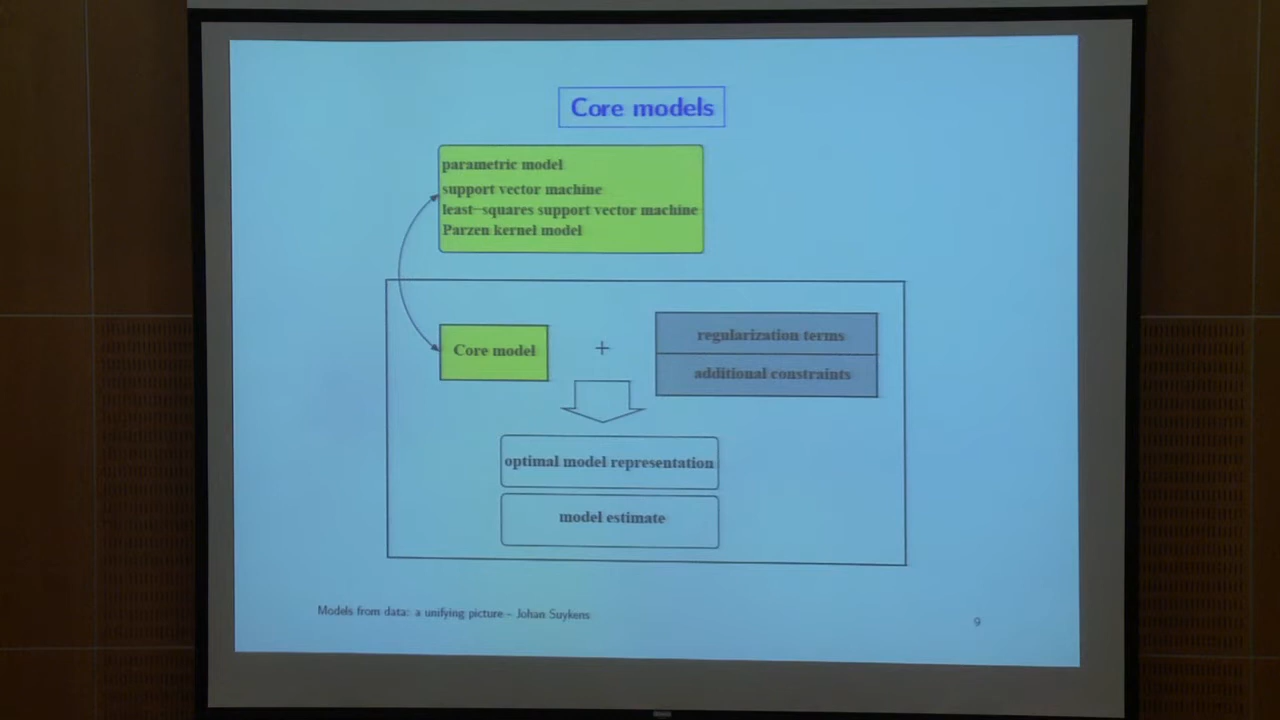 Core models
parametric model
support vector machine
least-squares support vector machine
Parzen kernel model
Core model
+
regularization terms
additional constraints
optimal model representation
model estimate
Models from data: a unifying picture – Johan Suykens
9